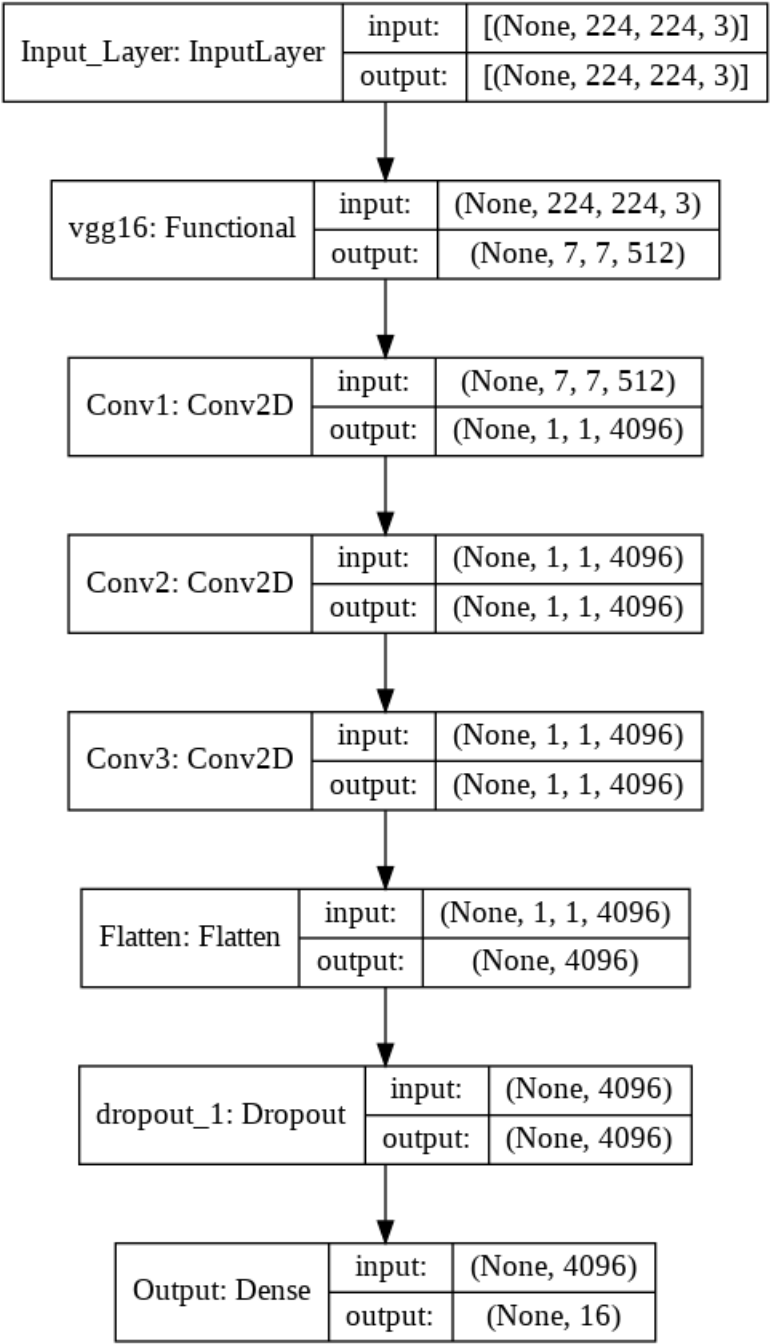 Input_Layer: InputLayer
input: [(None, 224, 224, 3)]
output: [(None, 224, 224, 3)]
vgg16: Functional
input: (None, 224, 224, 3)
output: (None, 7, 7, 512)
Conv1: Conv2D
input: (None, 7, 7, 512)
output: (None, 1, 1, 4096)
Conv2: Conv2D
input: (None, 1, 1, 4096)
output: (None, 1, 1, 4096)
Conv3: Conv2D
input: (None, 1, 1, 4096)
output: (None, 1, 1, 4096)
Flatten: Flatten
input: (None, 1, 1, 4096)
output: (None, 4096)
dropout_1: Dropout
input: (None, 4096)
output: (None, 4096)
Output: Dense
input: (None, 4096)
output: (None, 16)